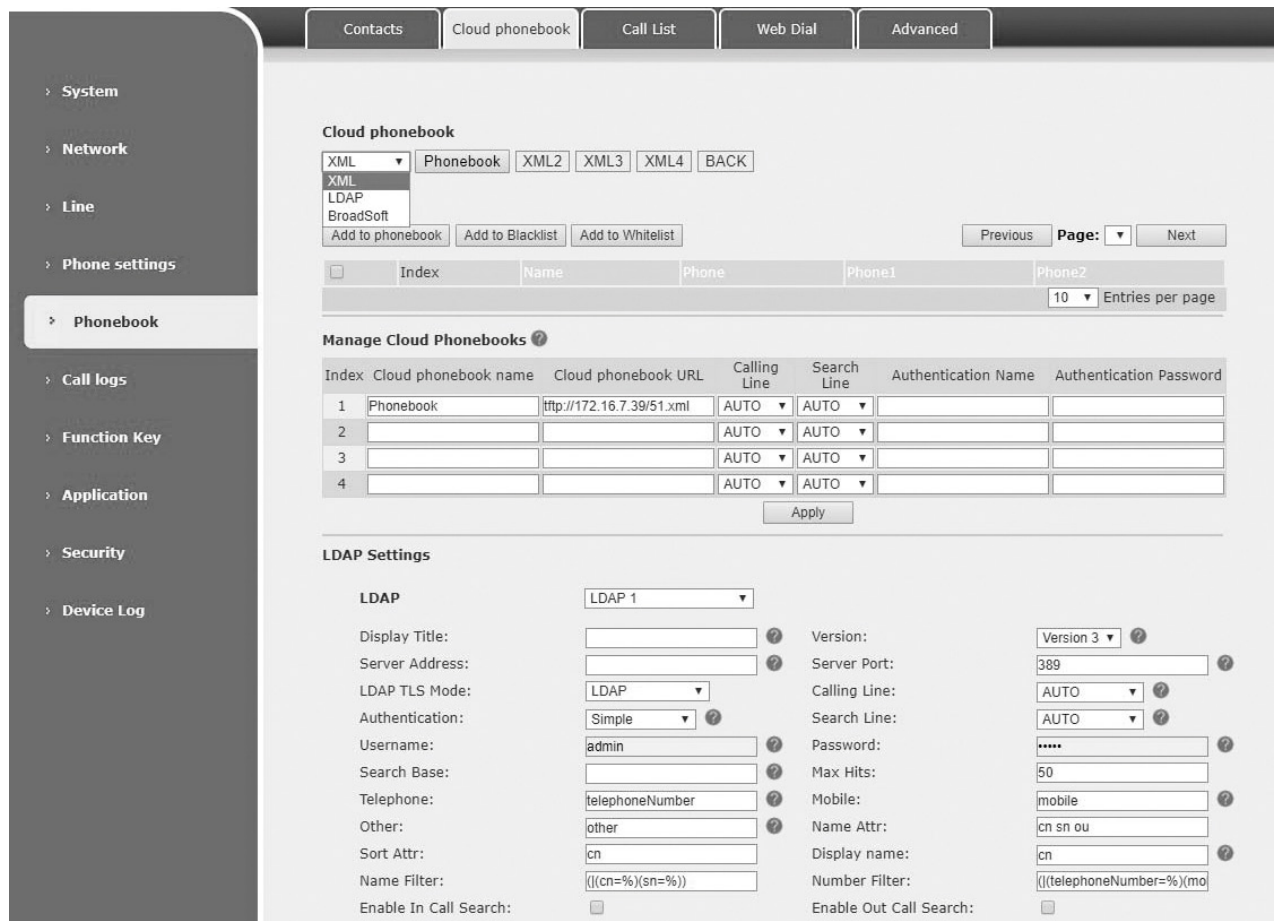 Contacts Cloud phonebook Call List Web Dial Advanced
System
Network
Line
Phone settings
Phonebook
Call logs
Function Key
Application
Security
Device Log
Cloud phonebook
XML Phonebook XML2 XML3 XML4 BACK
XML
LDAP
BroadSoft
Add to phonebook Add to Blacklist Add to Whitelist Previous Page: Next
Index Name Phone Phone1 Phone2
10 Entries per page
Manage Cloud Phonebooks ?
Index Cloud phonebook name Cloud phonebook URL Calling Line Search Line Authentication Name Authentication Password
1 Phonebook tftp://172.16.7.39/51.xml AUTO AUTO
2 AUTO AUTO
3 AUTO AUTO
4 AUTO AUTO
Apply
LDAP Settings
LDAP LDAP 1
Display Title: ? Version: Version 3 ?
Server Address: ? Server Port: 389 ?
LDAP TLS Mode: LDAP Calling Line: AUTO ?
Authentication: Simple ? Search Line: AUTO ?
Username: admin ? Password: ••••• ?
Search Base: ? Max Hits: 50
Telephone: telephoneNumber ? Mobile: mobile ?
Other: other ? Name Attr: cn sn ou
Sort Attr: cn Display name: cn ?
Name Filter: (|(cn=%)(sn=%)) Number Filter: (|(telephoneNumber=%)(mo
Enable In Call Search: Enable Out Call Search: